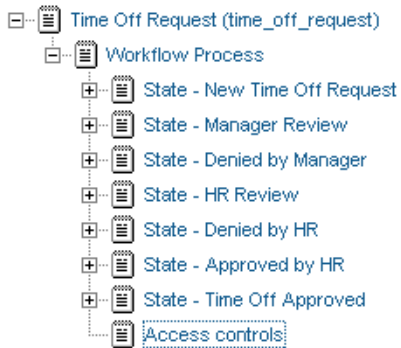 Time Off Request (time_off_request)
Workflow Process
State - New Time Off Request
State - Manager Review
State - Denied by Manager
State - HR Review
State - Denied by HR
State - Approved by HR
State - Time Off Approved
Access controls